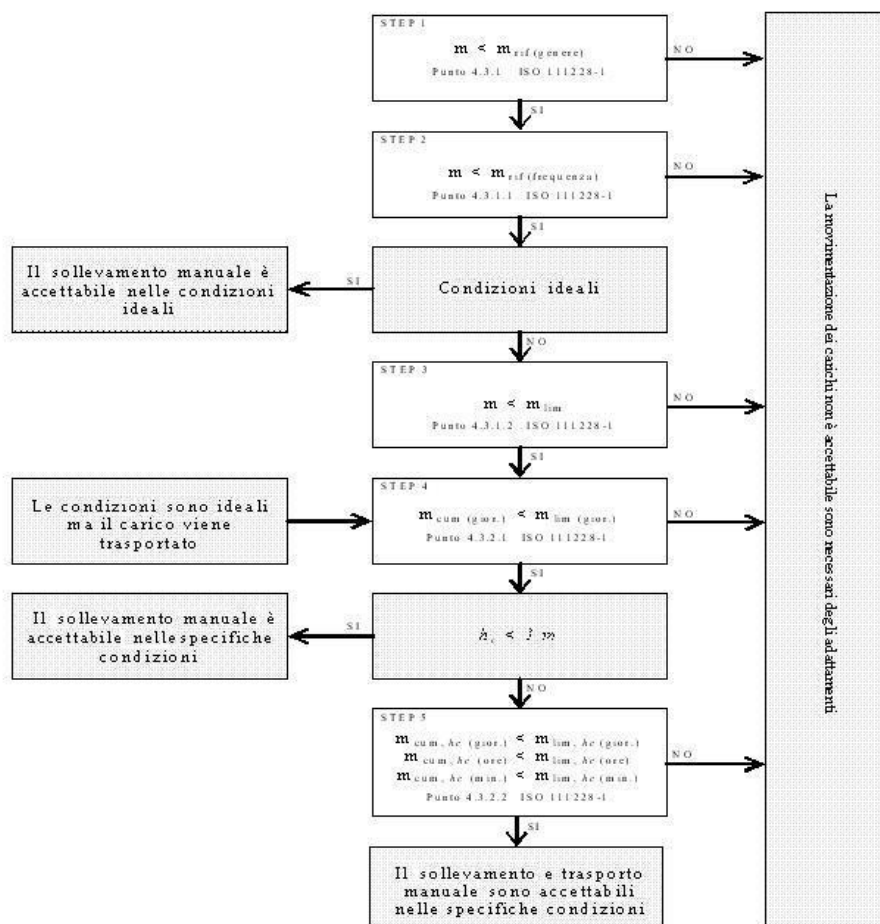 STEP 1
m < m rif (genere)
Punto 4.3.1 ISO 111228-1
NO
SI
STEP 2
m < m rif (frequenza)
Punto 4.3.1.1 ISO 111228-1
NO
SI
Il sollevamento manuale è
accettabile nelle condizioni
ideali
SI
Condizioni ideali
NO
STEP 3
m < m lim
Punto 4.3.1.2 ISO 111228-1
NO
SI
Le condizioni sono ideali
ma il carico viene
trasportato
STEP 4
m cum (gior.) < m lim (gior.)
Punto 4.3.2.1 ISO 111228-1
NO
SI
Il sollevamento manuale è
accettabile nelle specifiche
condizioni
SI
h c < 3 m
NO
STEP 5
m cum, hc (gior.) < m lim, hc (gior.)
m cum, hc (ore) < m lim, hc (ore)
m cum, hc (min.) < m lim, hc (min.)
Punto 4.3.2.2 ISO 111228-1
NO
SI
Il sollevamento e trasporto
manuale sono accettabili
nelle specifiche condizioni
La movimentazione dei carichi non è accettabile sono necessari degli adattamenti